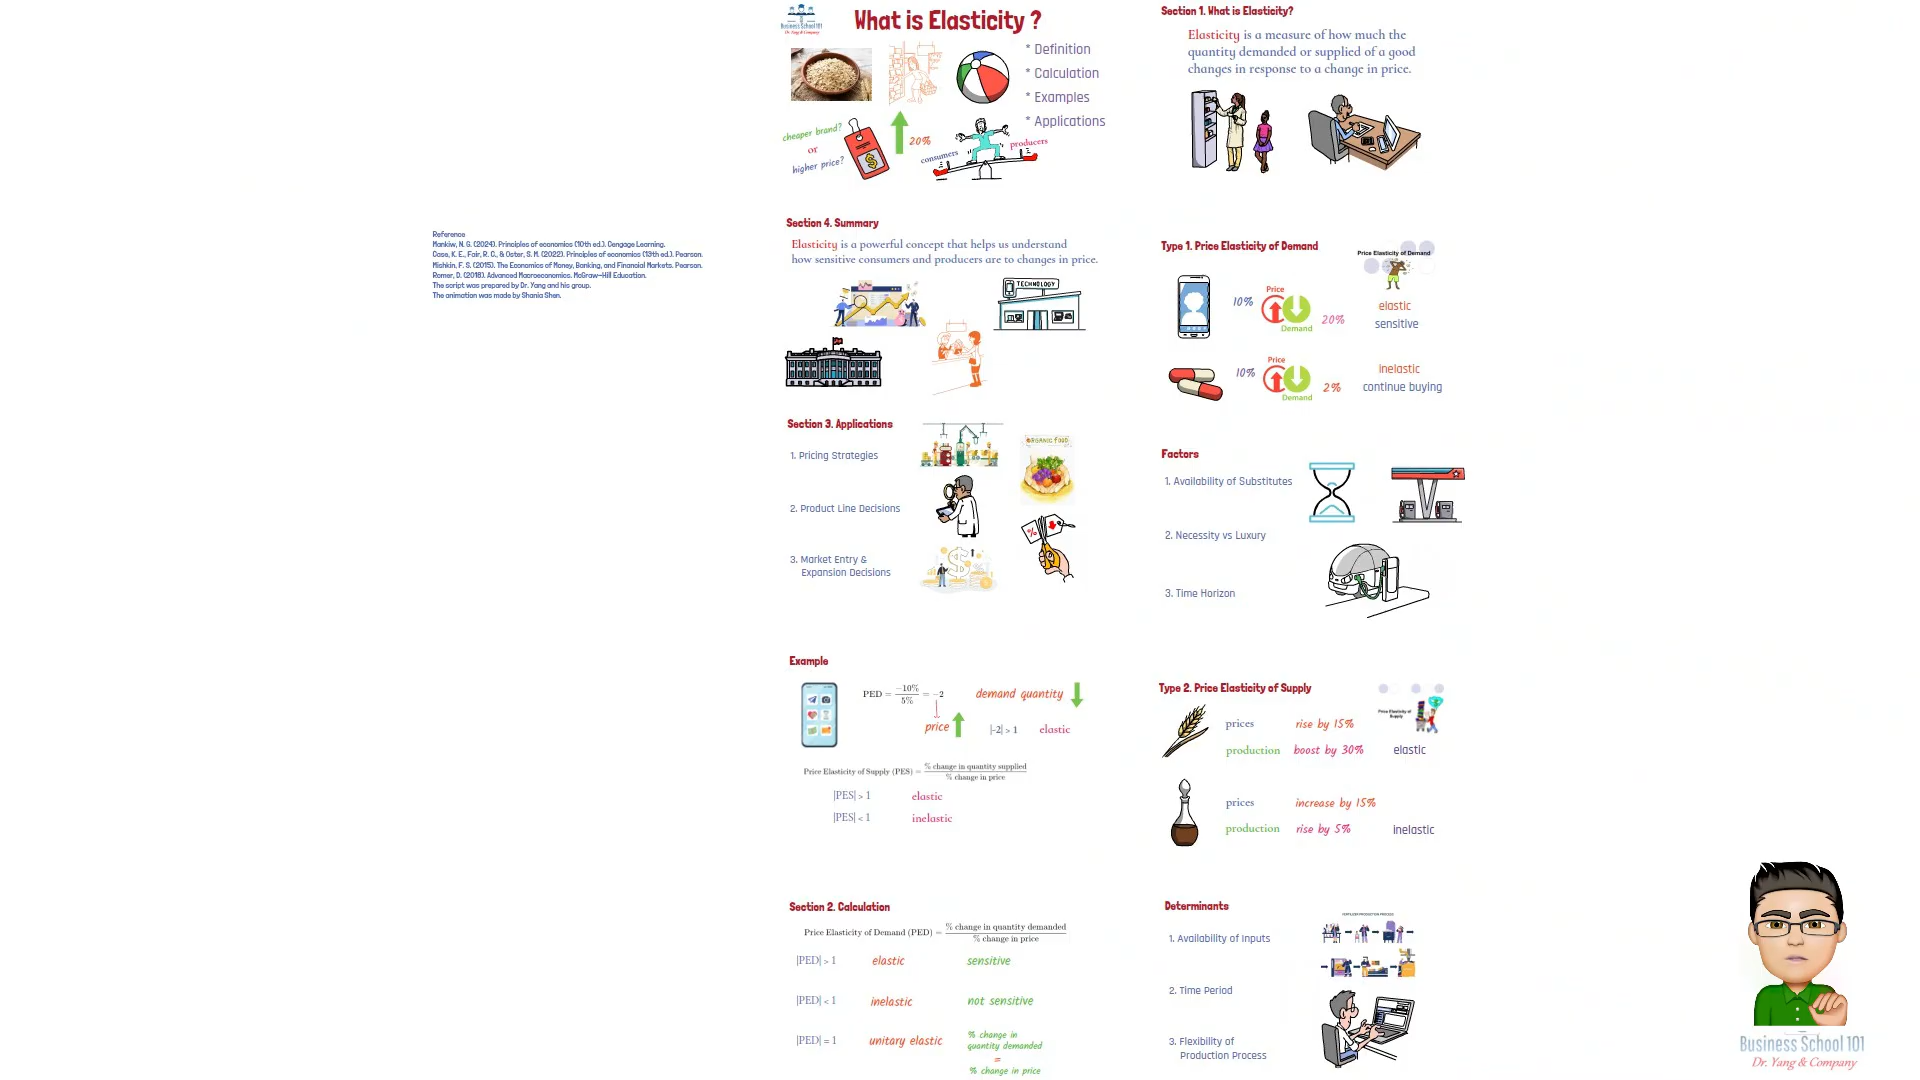 Business School 101
Dr. Yang & Company
What is Elasticity ?
* Definition
* Calculation
* Examples
* Applications
cheaper brand?
or
higher price?
20%
consumers
producers
Section 1. What is Elasticity?
Elasticity is a measure of how much the
quantity demanded or supplied of a good
changes in response to a change in price.
Reference
Mankiw, N. G. (2024). Principles of economics (10th ed.). Cengage Learning.
Case, K. E., Fair, R. C., & Oster, S. M. (2022). Principles of economics (13th ed.). Pearson.
Mishkin, F. S. (2015). The Economics of Money, Banking, and Financial Markets. Pearson.
Romer, D. (2018). Advanced Macroeconomics. McGraw-Hill Education.
The script was prepared by Dr. Yang and his group.
The animation was made by Shania Shan.
Section 4. Summary
Elasticity is a powerful concept that helps us understand
how sensitive consumers and producers are to changes in price.
TECHNOLOGY
Type 1. Price Elasticity of Demand
Price Elasticity of Demand
10%
Price
Demand
20%
elastic
sensitive
10%
Price
Demand
2%
inelastic
continue buying
Section 3. Applications
1. Pricing Strategies
2. Product Line Decisions
3. Market Entry &
Expansion Decisions
ORGANIC FOOD
%
Factors
1. Availability of Substitutes
2. Necessity vs Luxury
3. Time Horizon
Example
PED = −10% / 5% = −2
demand quantity
price
|-2| > 1
elastic
Price Elasticity of Supply (PES) = % change in quantity supplied / % change in price
|PES| > 1 elastic
|PES| < 1 inelastic
Type 2. Price Elasticity of Supply
Price Elasticity of
Supply
prices rise by 15%
production boost by 30% elastic
prices increase by 15%
production rise by 5% inelastic
Section 2. Calculation
Price Elasticity of Demand (PED) = % change in quantity demanded / % change in price
|PED| > 1 elastic sensitive
|PED| < 1 inelastic not sensitive
|PED| = 1 unitary elastic
% change in
quantity demanded
=
% change in price
Determinants
1. Availability of Inputs
2. Time Period
3. Flexibility of
Production Process
FERTILIZER PRODUCTION PROCESS
Business School 101
Dr. Yang & Company